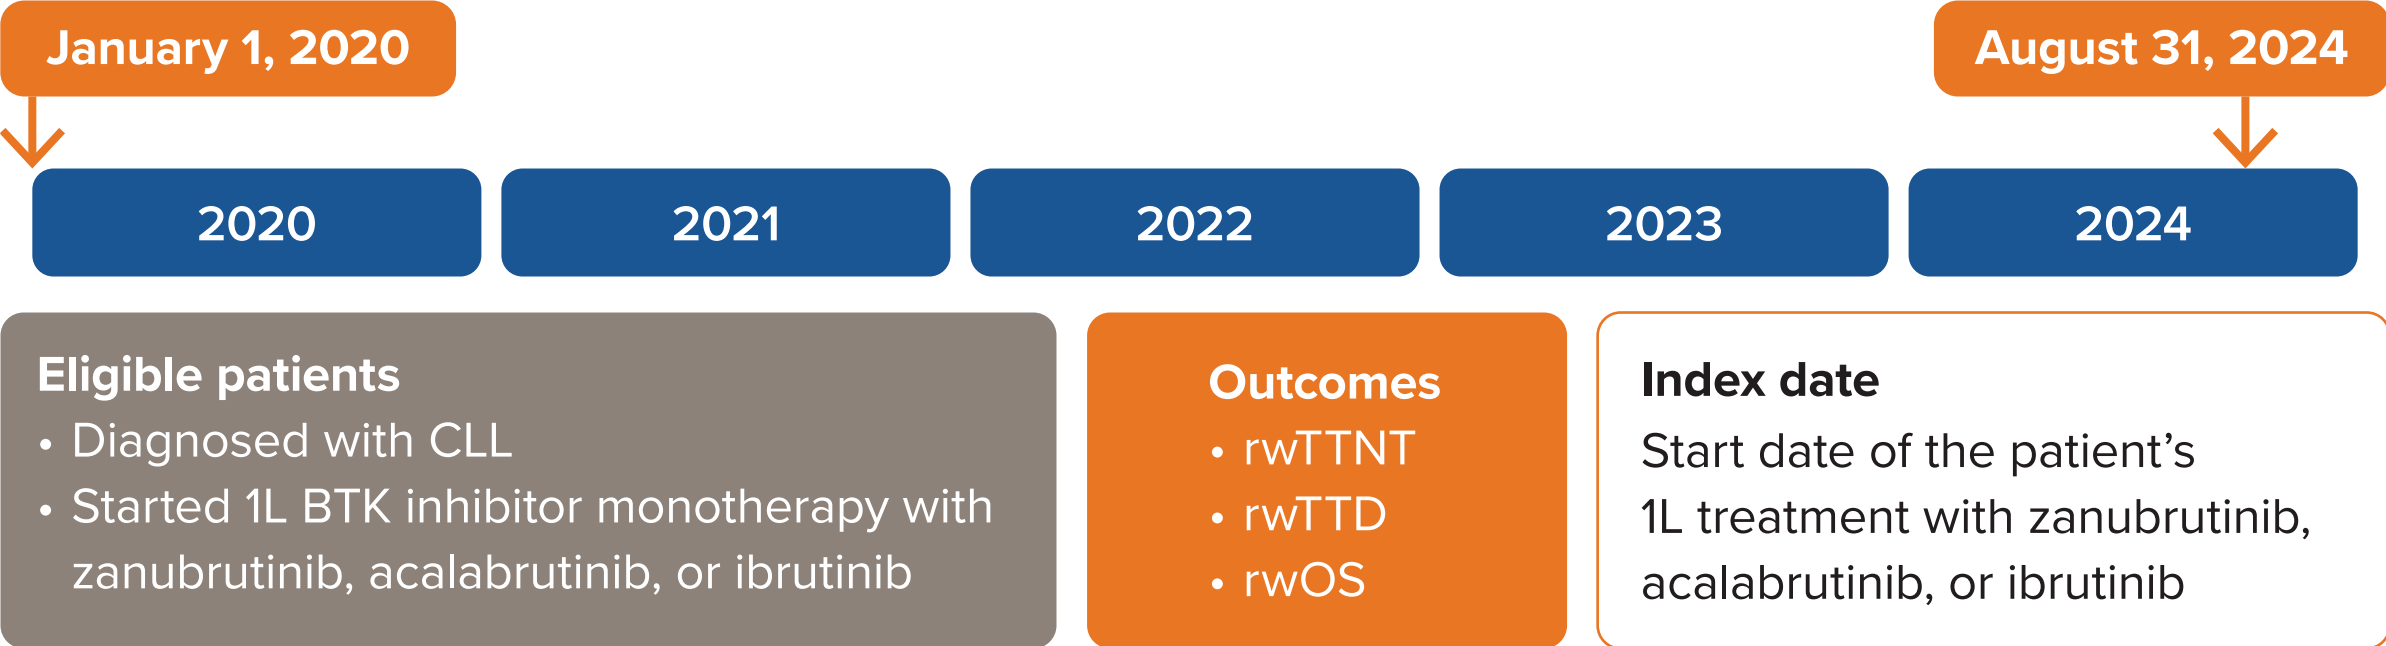 January 1, 2020
August 31, 2024
2020
2021
2022
2023
2024
Eligible patients
• Diagnosed with CLL
• Started 1L BTK inhibitor monotherapy with
zanubrutinib, acalabrutinib, or ibrutinib
Outcomes
• rwTTNT
• rwTTD
• rwOS
Index date
Start date of the patient’s
1L treatment with zanubrutinib,
acalabrutinib, or ibrutinib